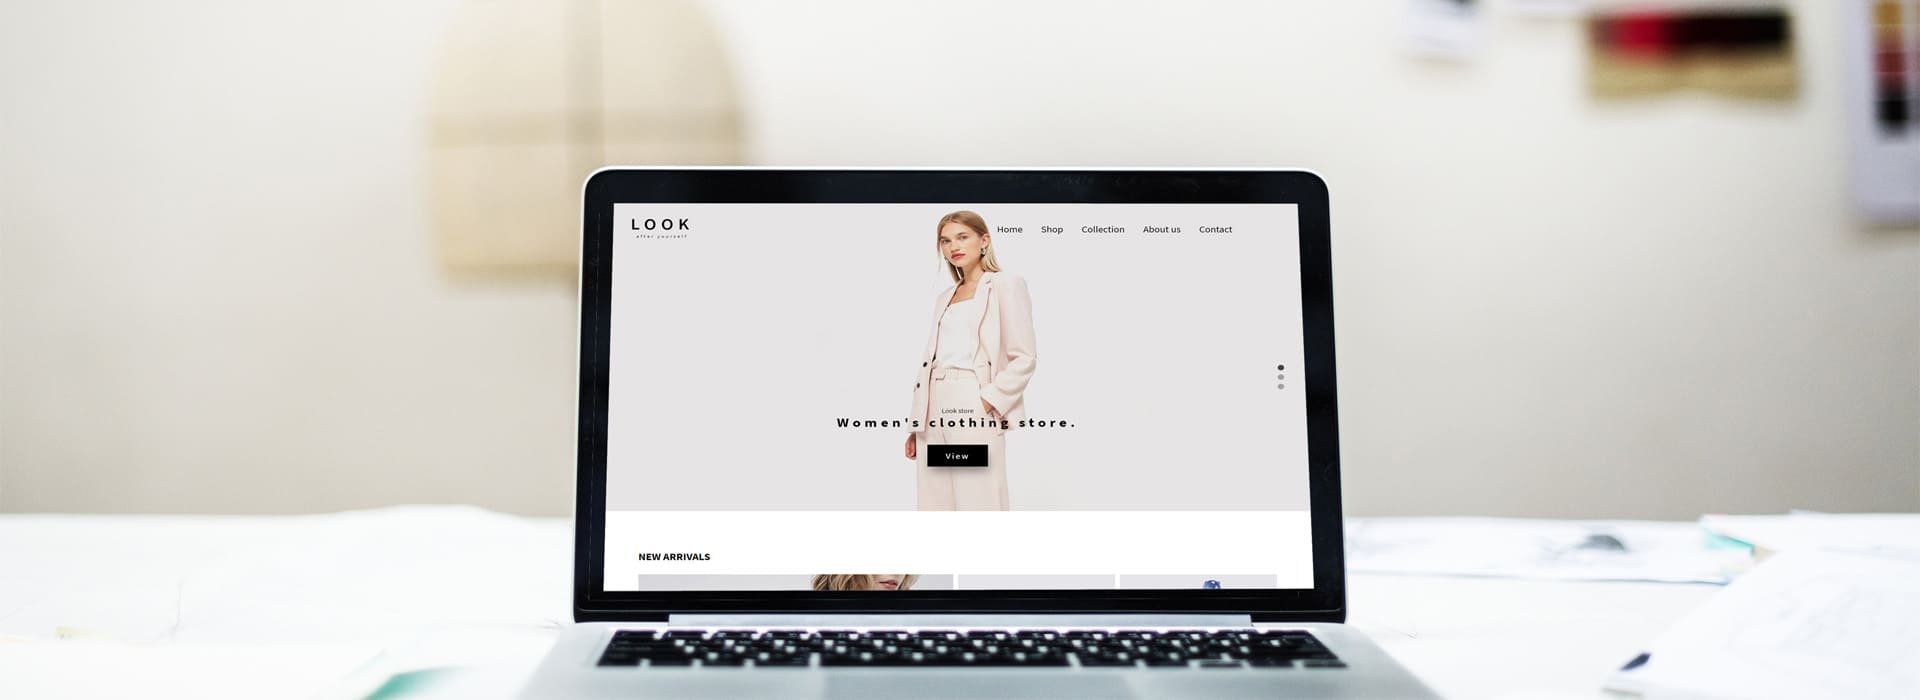 LOOK
after yourself
Home Shop Collection About us Contact
Look store
Women's clothing store.
View
NEW ARRIVALS